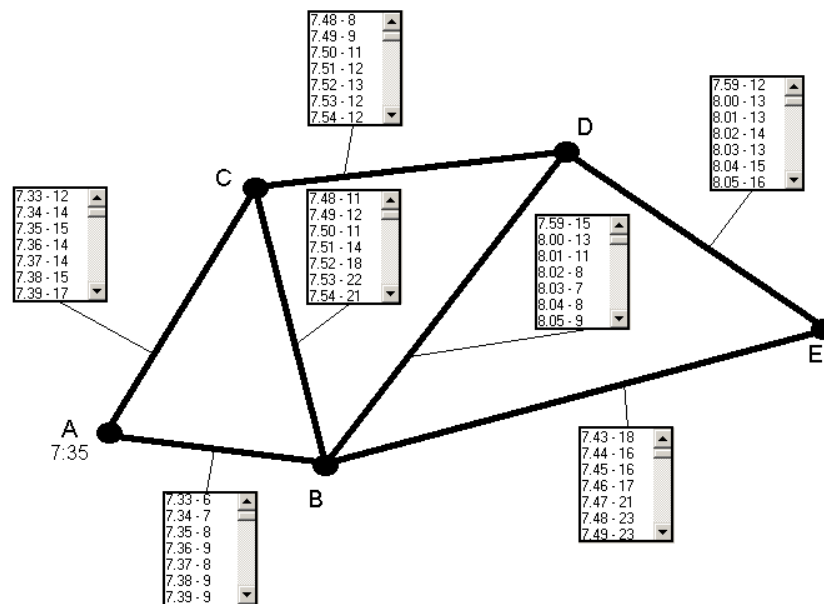 7.48 - 8
7.49 - 9
7.50 - 11
7.51 - 12
7.52 - 13
7.53 - 12
7.54 - 12
7.59 - 12
8.00 - 13
8.01 - 13
8.02 - 14
8.03 - 13
8.04 - 15
8.05 - 16
D
C
7.33 - 12
7.34 - 14
7.35 - 15
7.36 - 14
7.37 - 14
7.38 - 15
7.39 - 17
7.48 - 11
7.49 - 12
7.50 - 11
7.51 - 14
7.52 - 18
7.53 - 22
7.54 - 21
7.59 - 15
8.00 - 13
8.01 - 11
8.02 - 8
8.03 - 7
8.04 - 8
8.05 - 9
E
A
7:35
B
7.43 - 18
7.44 - 16
7.45 - 16
7.46 - 17
7.47 - 21
7.48 - 23
7.49 - 23
7.33 - 6
7.34 - 7
7.35 - 8
7.36 - 9
7.37 - 8
7.38 - 9
7.39 - 9